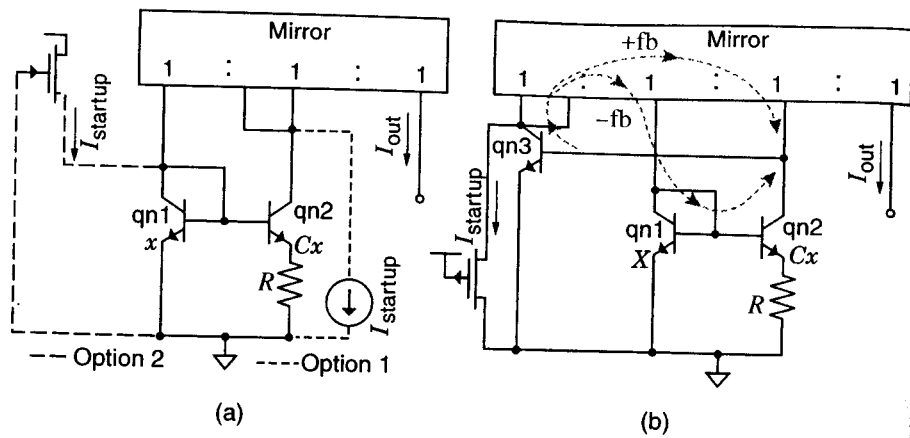 Mirror
1 : 1 : 1
I_startup
I_out
qn1
qn2
x
Cx
R
I_startup
Option 2
Option 1
(a)
+fb
Mirror
1 : 1 : 1 : 1
−fb
qn3
I_out
I_startup
qn1
qn2
X
Cx
R
(b)